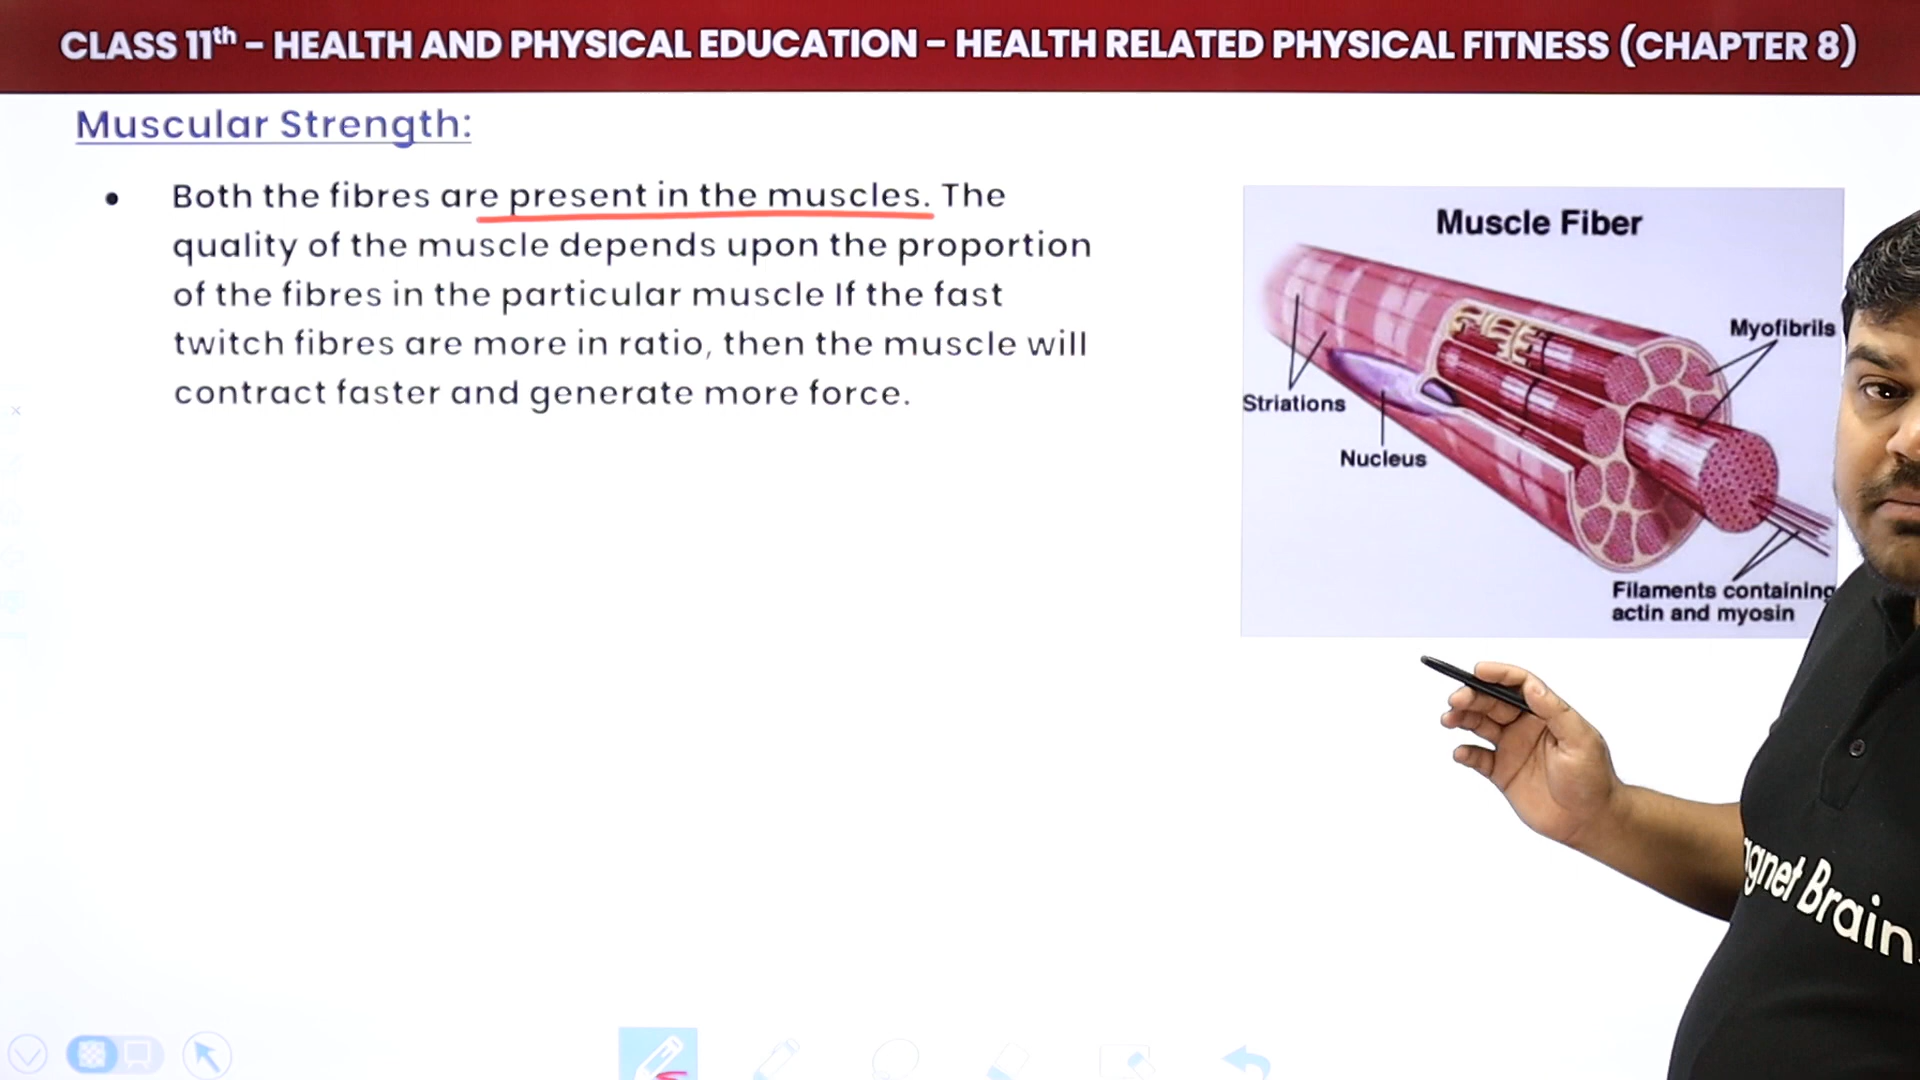 CLASS 11th – HEALTH AND PHYSICAL EDUCATION – HEALTH RELATED PHYSICAL FITNESS (CHAPTER 8)
Muscular Strength:
• Both the fibres are present in the muscles. The
quality of the muscle depends upon the proportion
of the fibres in the particular muscle If the fast
twitch fibres are more in ratio, then the muscle will
contract faster and generate more force.
Muscle Fiber
Myofibrils
Striations
Nucleus
Filaments containing
actin and myosin
gnet Brain